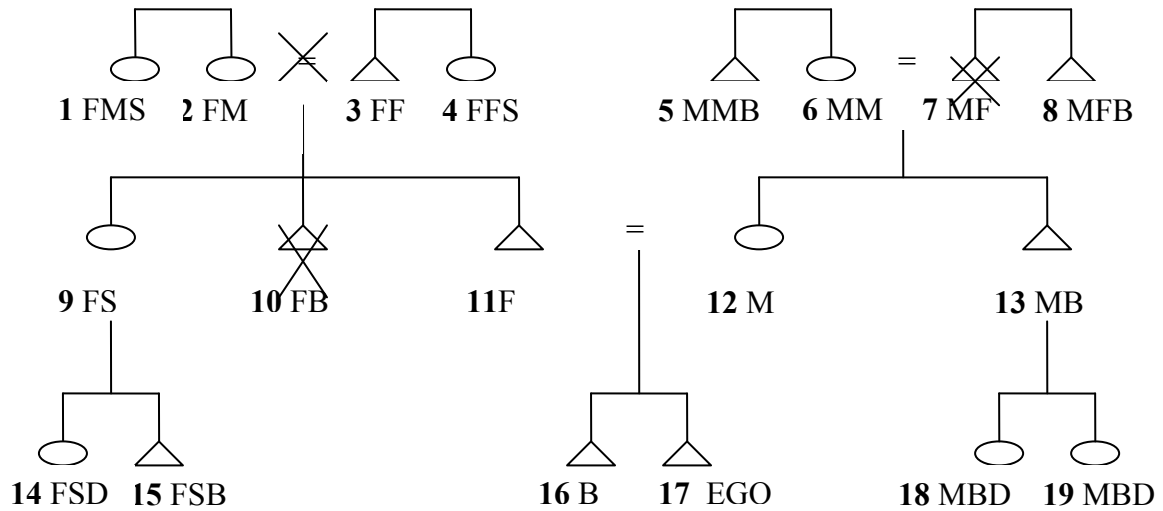 = =
1 FMS 2 FM 3 FF 4 FFS 5 MMB 6 MM 7 MF 8 MFB
=
9 FS 10 FB 11F 12 M 13 MB
14 FSD 15 FSB 16 B 17 EGO 18 MBD 19 MBD